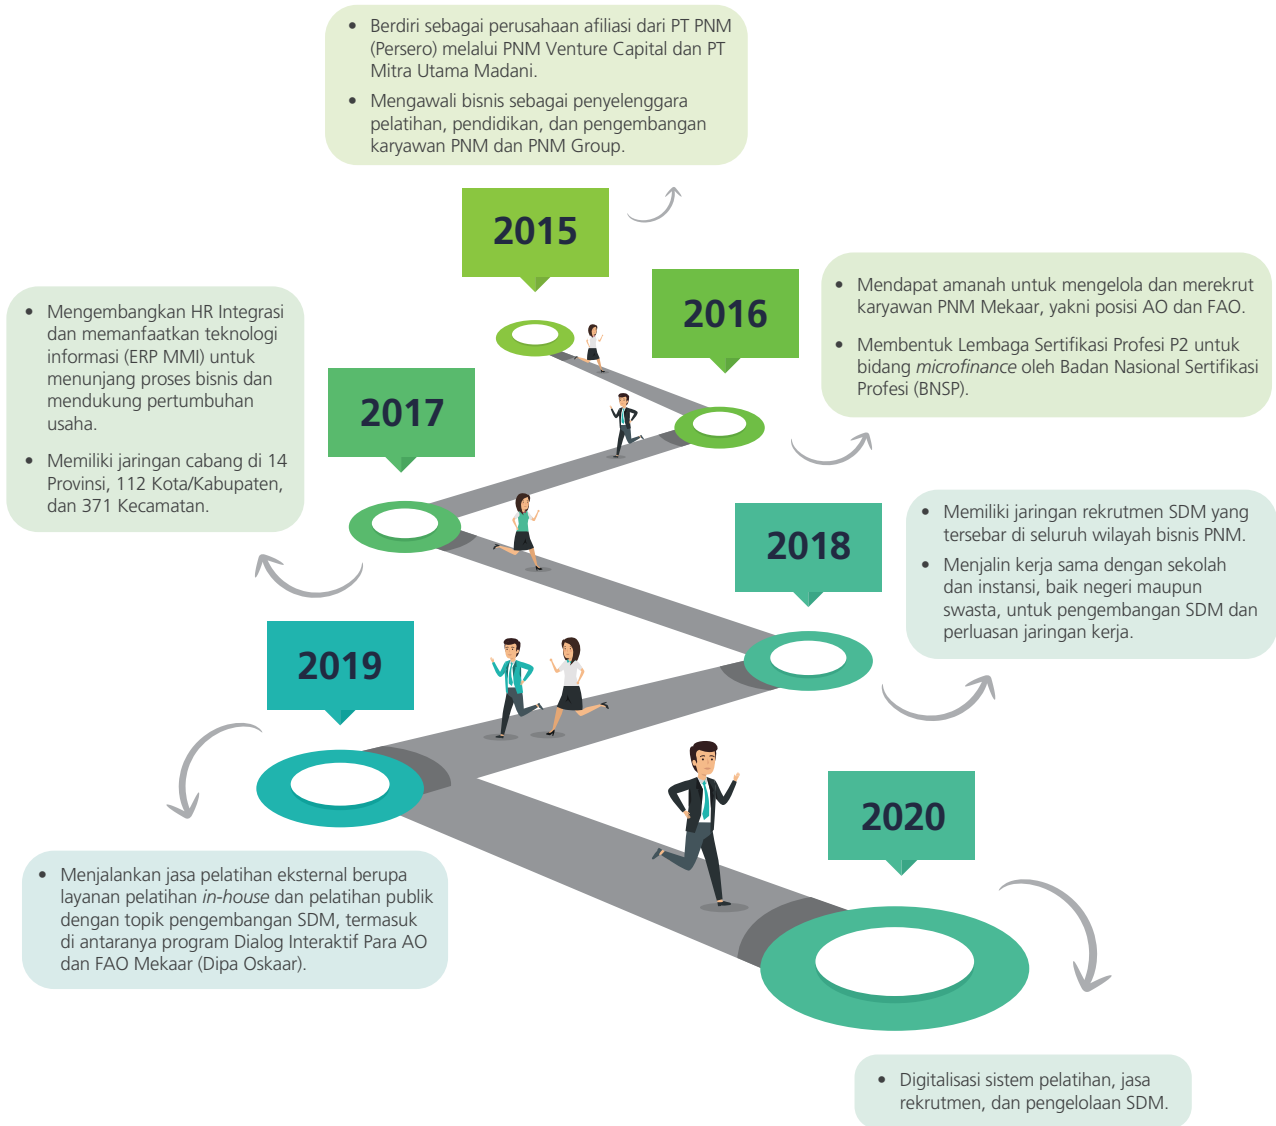 • Berdiri sebagai perusahaan afiliasi dari PT PNM
(Persero) melalui PNM Venture Capital dan PT
Mitra Utama Madani.
• Mengawali bisnis sebagai penyelenggara
pelatihan, pendidikan, dan pengembangan
karyawan PNM dan PNM Group.
2015
2016
• Mendapat amanah untuk mengelola dan merekrut
karyawan PNM Mekaar, yakni posisi AO dan FAO.
• Membentuk Lembaga Sertifikasi Profesi P2 untuk
bidang microfinance oleh Badan Nasional Sertifikasi
Profesi (BNSP).
• Mengembangkan HR Integrasi
dan memanfaatkan teknologi
informasi (ERP MMI) untuk
menunjang proses bisnis dan
mendukung pertumbuhan
usaha.
• Memiliki jaringan cabang di 14
Provinsi, 112 Kota/Kabupaten,
dan 371 Kecamatan.
2017
2018
• Memiliki jaringan rekrutmen SDM yang
tersebar di seluruh wilayah bisnis PNM.
• Menjalin kerja sama dengan sekolah
dan instansi, baik negeri maupun
swasta, untuk pengembangan SDM dan
perluasan jaringan kerja.
2019
• Menjalankan jasa pelatihan eksternal berupa
layanan pelatihan in-house dan pelatihan publik
dengan topik pengembangan SDM, termasuk
di antaranya program Dialog Interaktif Para AO
dan FAO Mekaar (Dipa Oskaar).
2020
• Digitalisasi sistem pelatihan, jasa
rekrutmen, dan pengelolaan SDM.